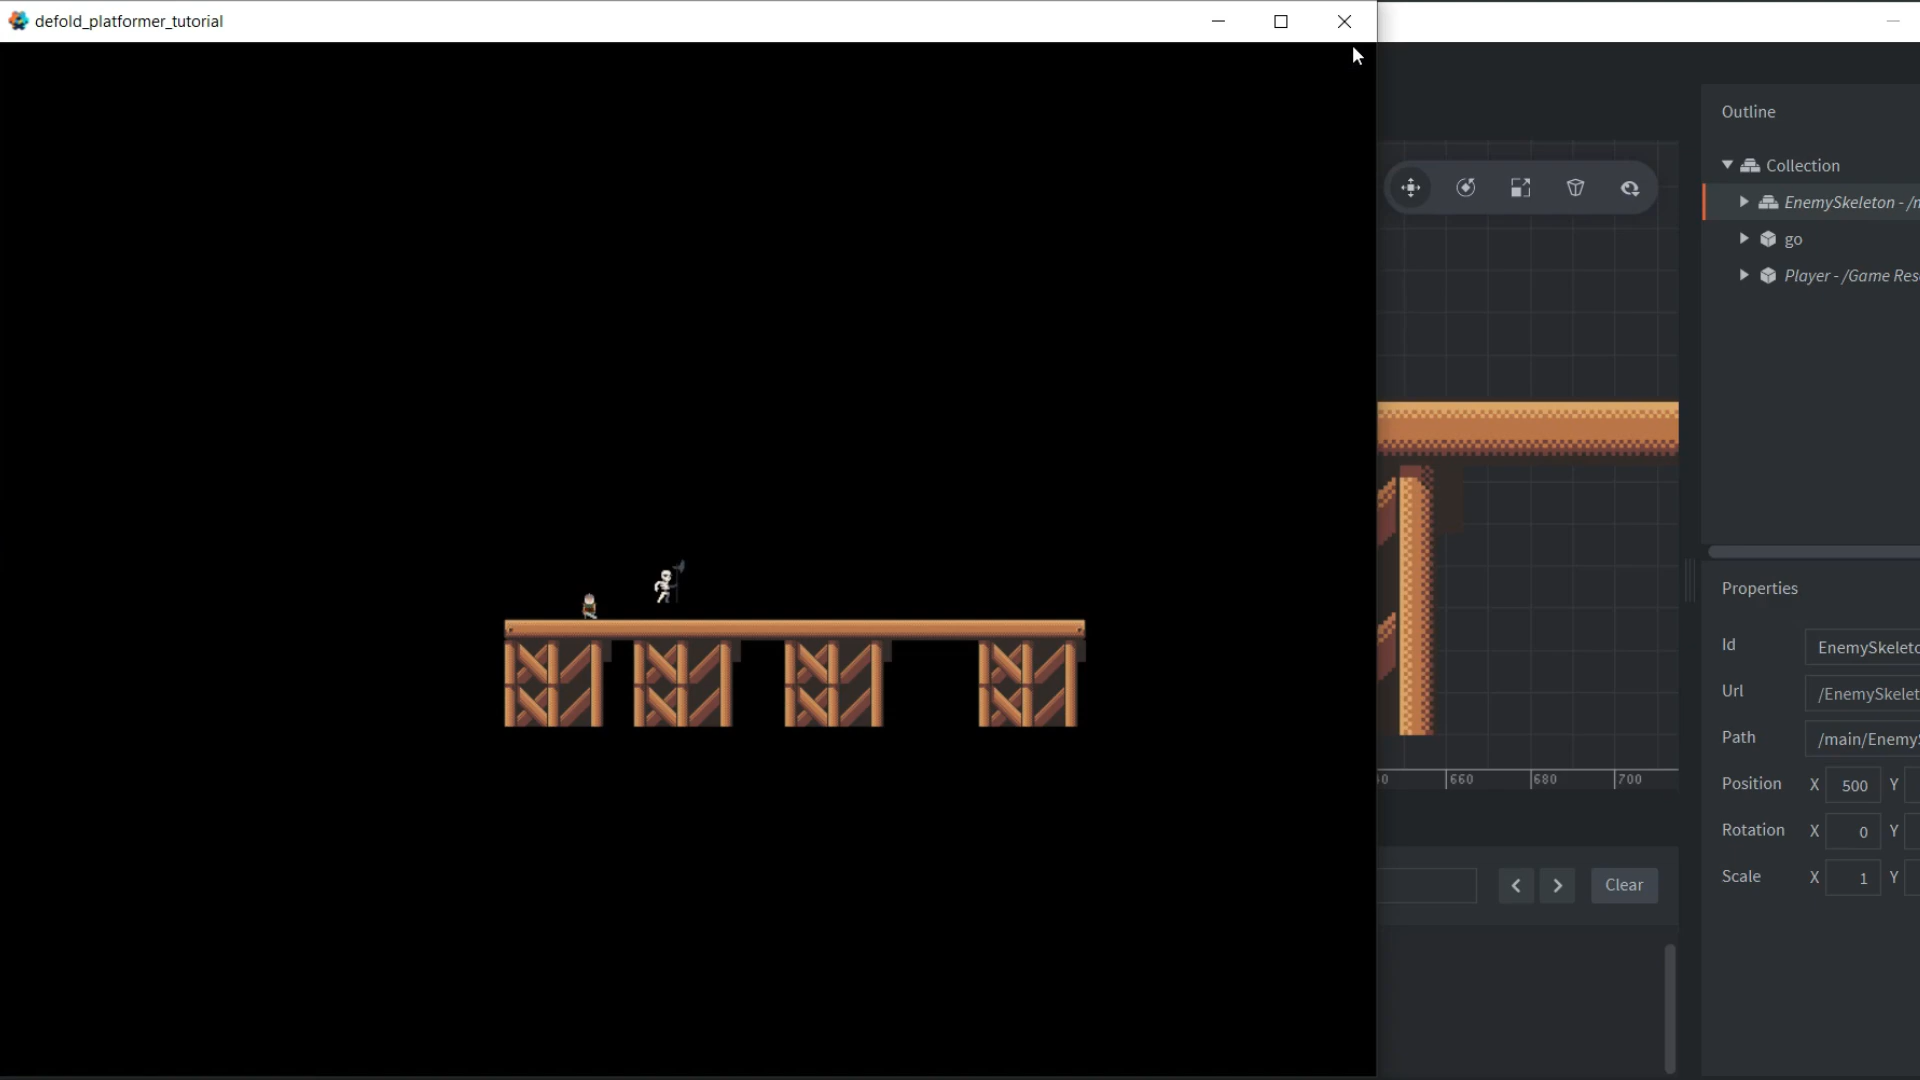 defold_platformer_tutorial
Outline
Collection
EnemySkeleton - /m
go
Player - /Game Res
660 680 700
Properties
Id EnemySkeleto
Url /EnemySkelet
Path /main/EnemyS
Position X 500 Y
Rotation X 0 Y
Scale X 1 Y
Clear